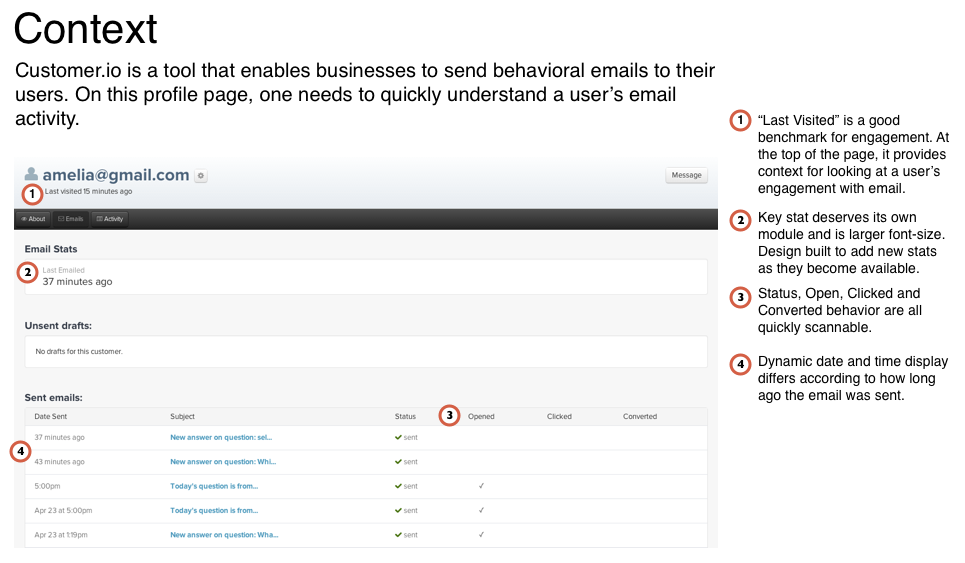 Context
Customer.io is a tool that enables businesses to send behavioral emails to their
users. On this profile page, one needs to quickly understand a user's email
activity.
amelia@gmail.com
Message
1
Last visited 15 minutes ago
About
Emails
Activity
Email Stats
2
Last Emailed
37 minutes ago
Unsent drafts:
No drafts for this customer.
Sent emails:
Date Sent Subject Status 3 Opened Clicked Converted
37 minutes ago New answer on question: sel... ✔ sent
4
43 minutes ago New answer on question: Whi... ✔ sent
5:00pm Today's question is from... ✔ sent ✓
Apr 23 at 5:00pm Today's question is from... ✔ sent ✓
Apr 23 at 1:19pm New answer on question: Wha... ✔ sent ✓
1 “Last Visited” is a good
benchmark for engagement. At
the top of the page, it provides
context for looking at a user's
engagement with email.
2 Key stat deserves its own
module and is larger font-size.
Design built to add new stats
as they become available.
3 Status, Open, Clicked and
Converted behavior are all
quickly scannable.
4 Dynamic date and time display
differs according to how long
ago the email was sent.